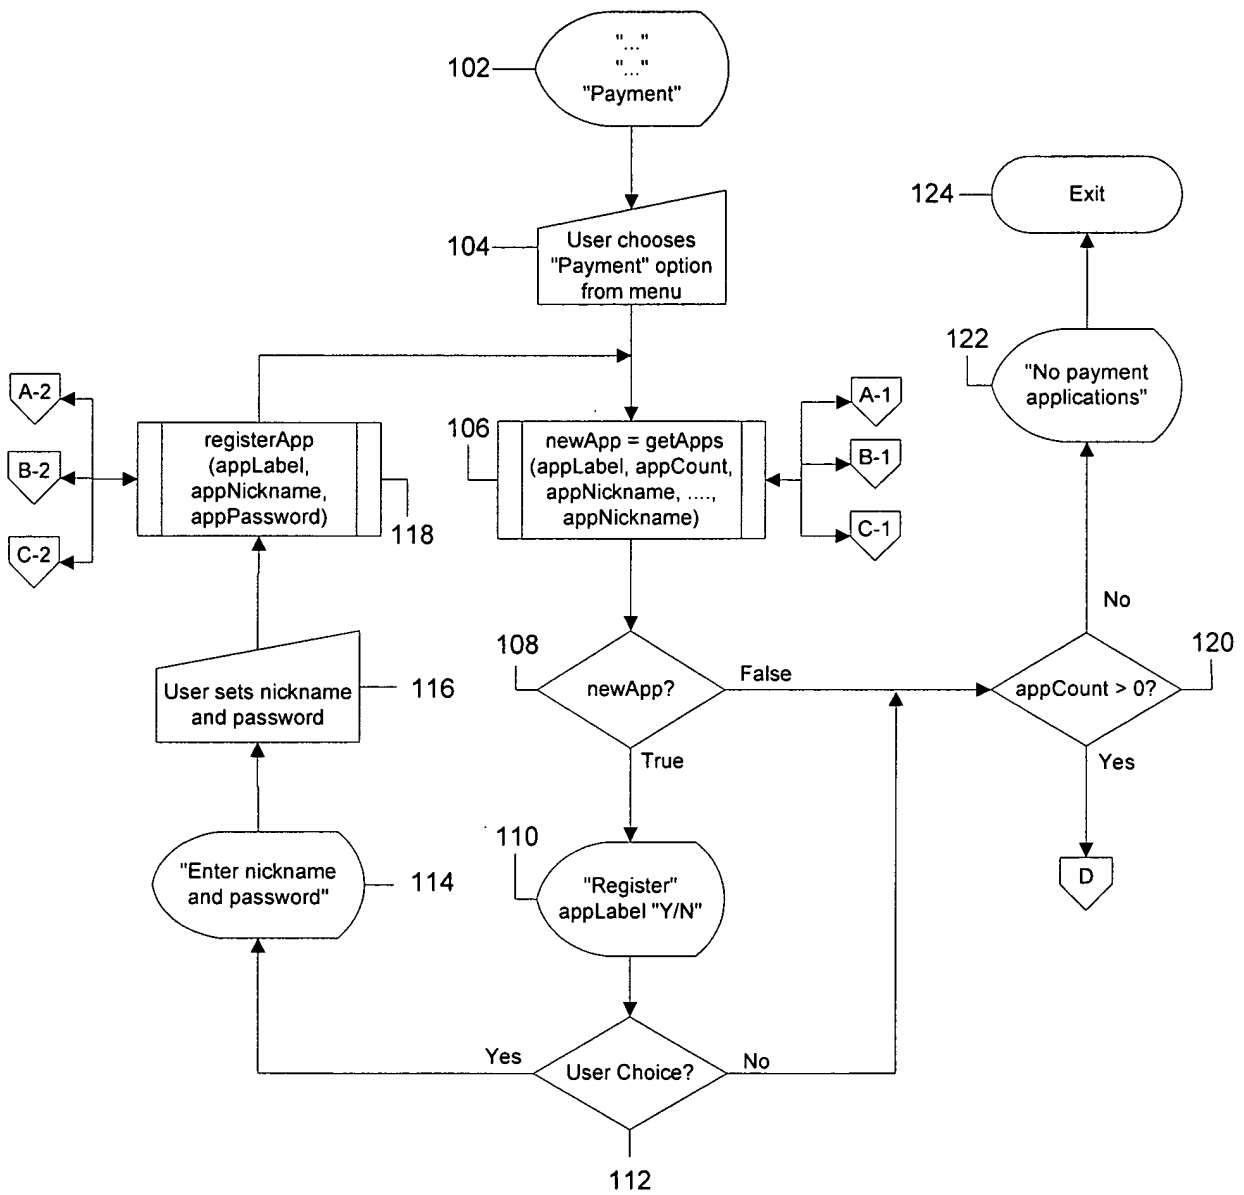 "..."
"..."
"Payment"
102
User chooses
"Payment" option
from menu
104
Exit
124
"No payment
applications"
122
A-2
B-2
C-2
registerApp
(appLabel,
appNickname,
appPassword)
118
106
newApp = getApps
(appLabel, appCount,
appNickname, ....,
appNickname)
A-1
B-1
C-1
No
User sets nickname
and password
116
108
newApp?
False
True
appCount > 0?
120
Yes
D
"Enter nickname
and password"
114
110
"Register"
appLabel "Y/N"
Yes
User Choice?
No
112